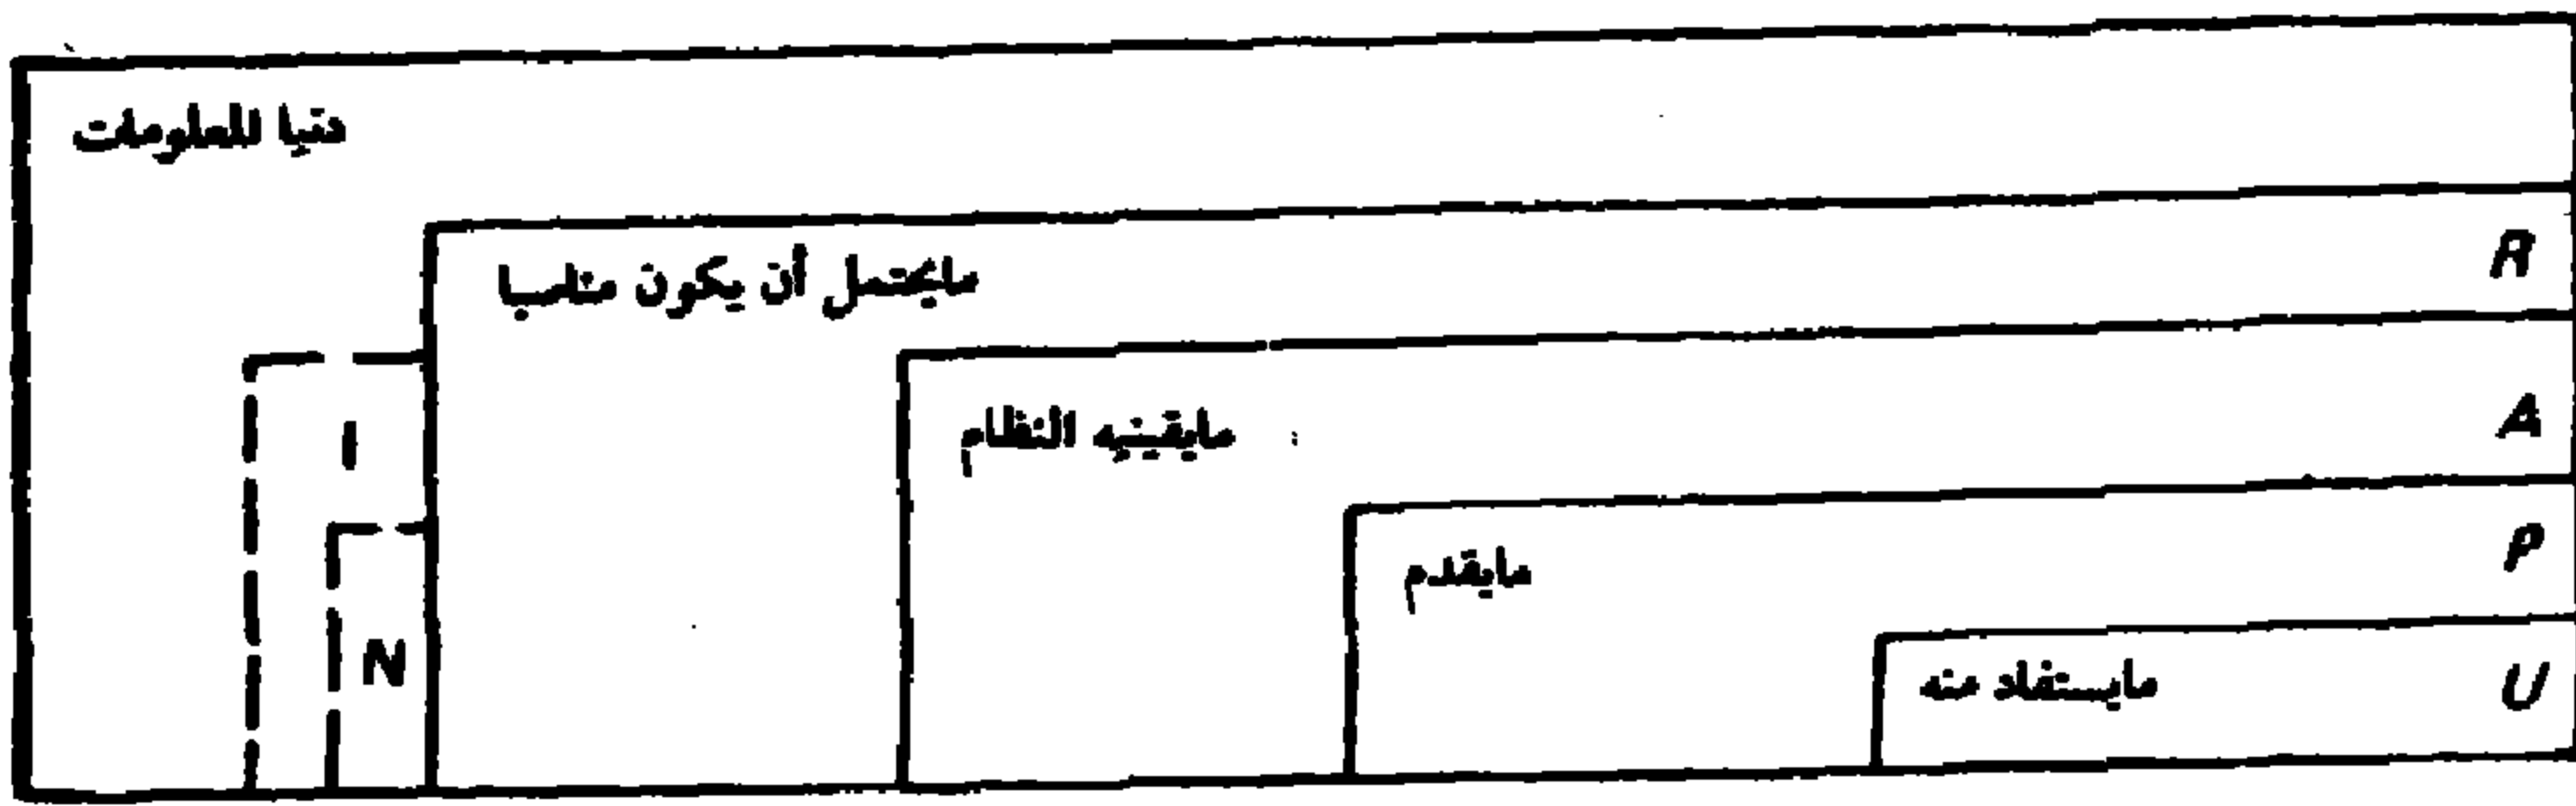 دنيا المعلومات
مايحتمل أن يكون مناسبا
R
مايقتنيه النظام
A
I
مايقدم
P
N
مايستفاد منه
U